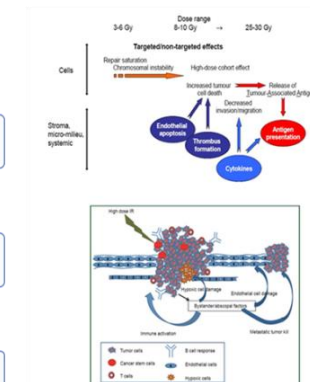 Dose range
3-6 Gy 8-10 Gy → 25-30 Gy
Targeted/non-targeted effects
Repair saturation
Chromosomal instability High-dose cohort effect
Cells
Increased tumour cell death
Release of Tumour-Associated Antig
Decreased invasion/migration
Stroma,
micro-milieu,
systemic
Endothelial
apoptosis
Thrombus
formation
Antigen
presentation
Cytokines
High dose IR
Hypoxic cell damage
Endothelial cell damage
Bystander/abscopal factors
Immune activation
Metastatic tumor kill
Tumor cells B cell response
Cancer stem cells Endothelial cells
T cells Hypoxic cells